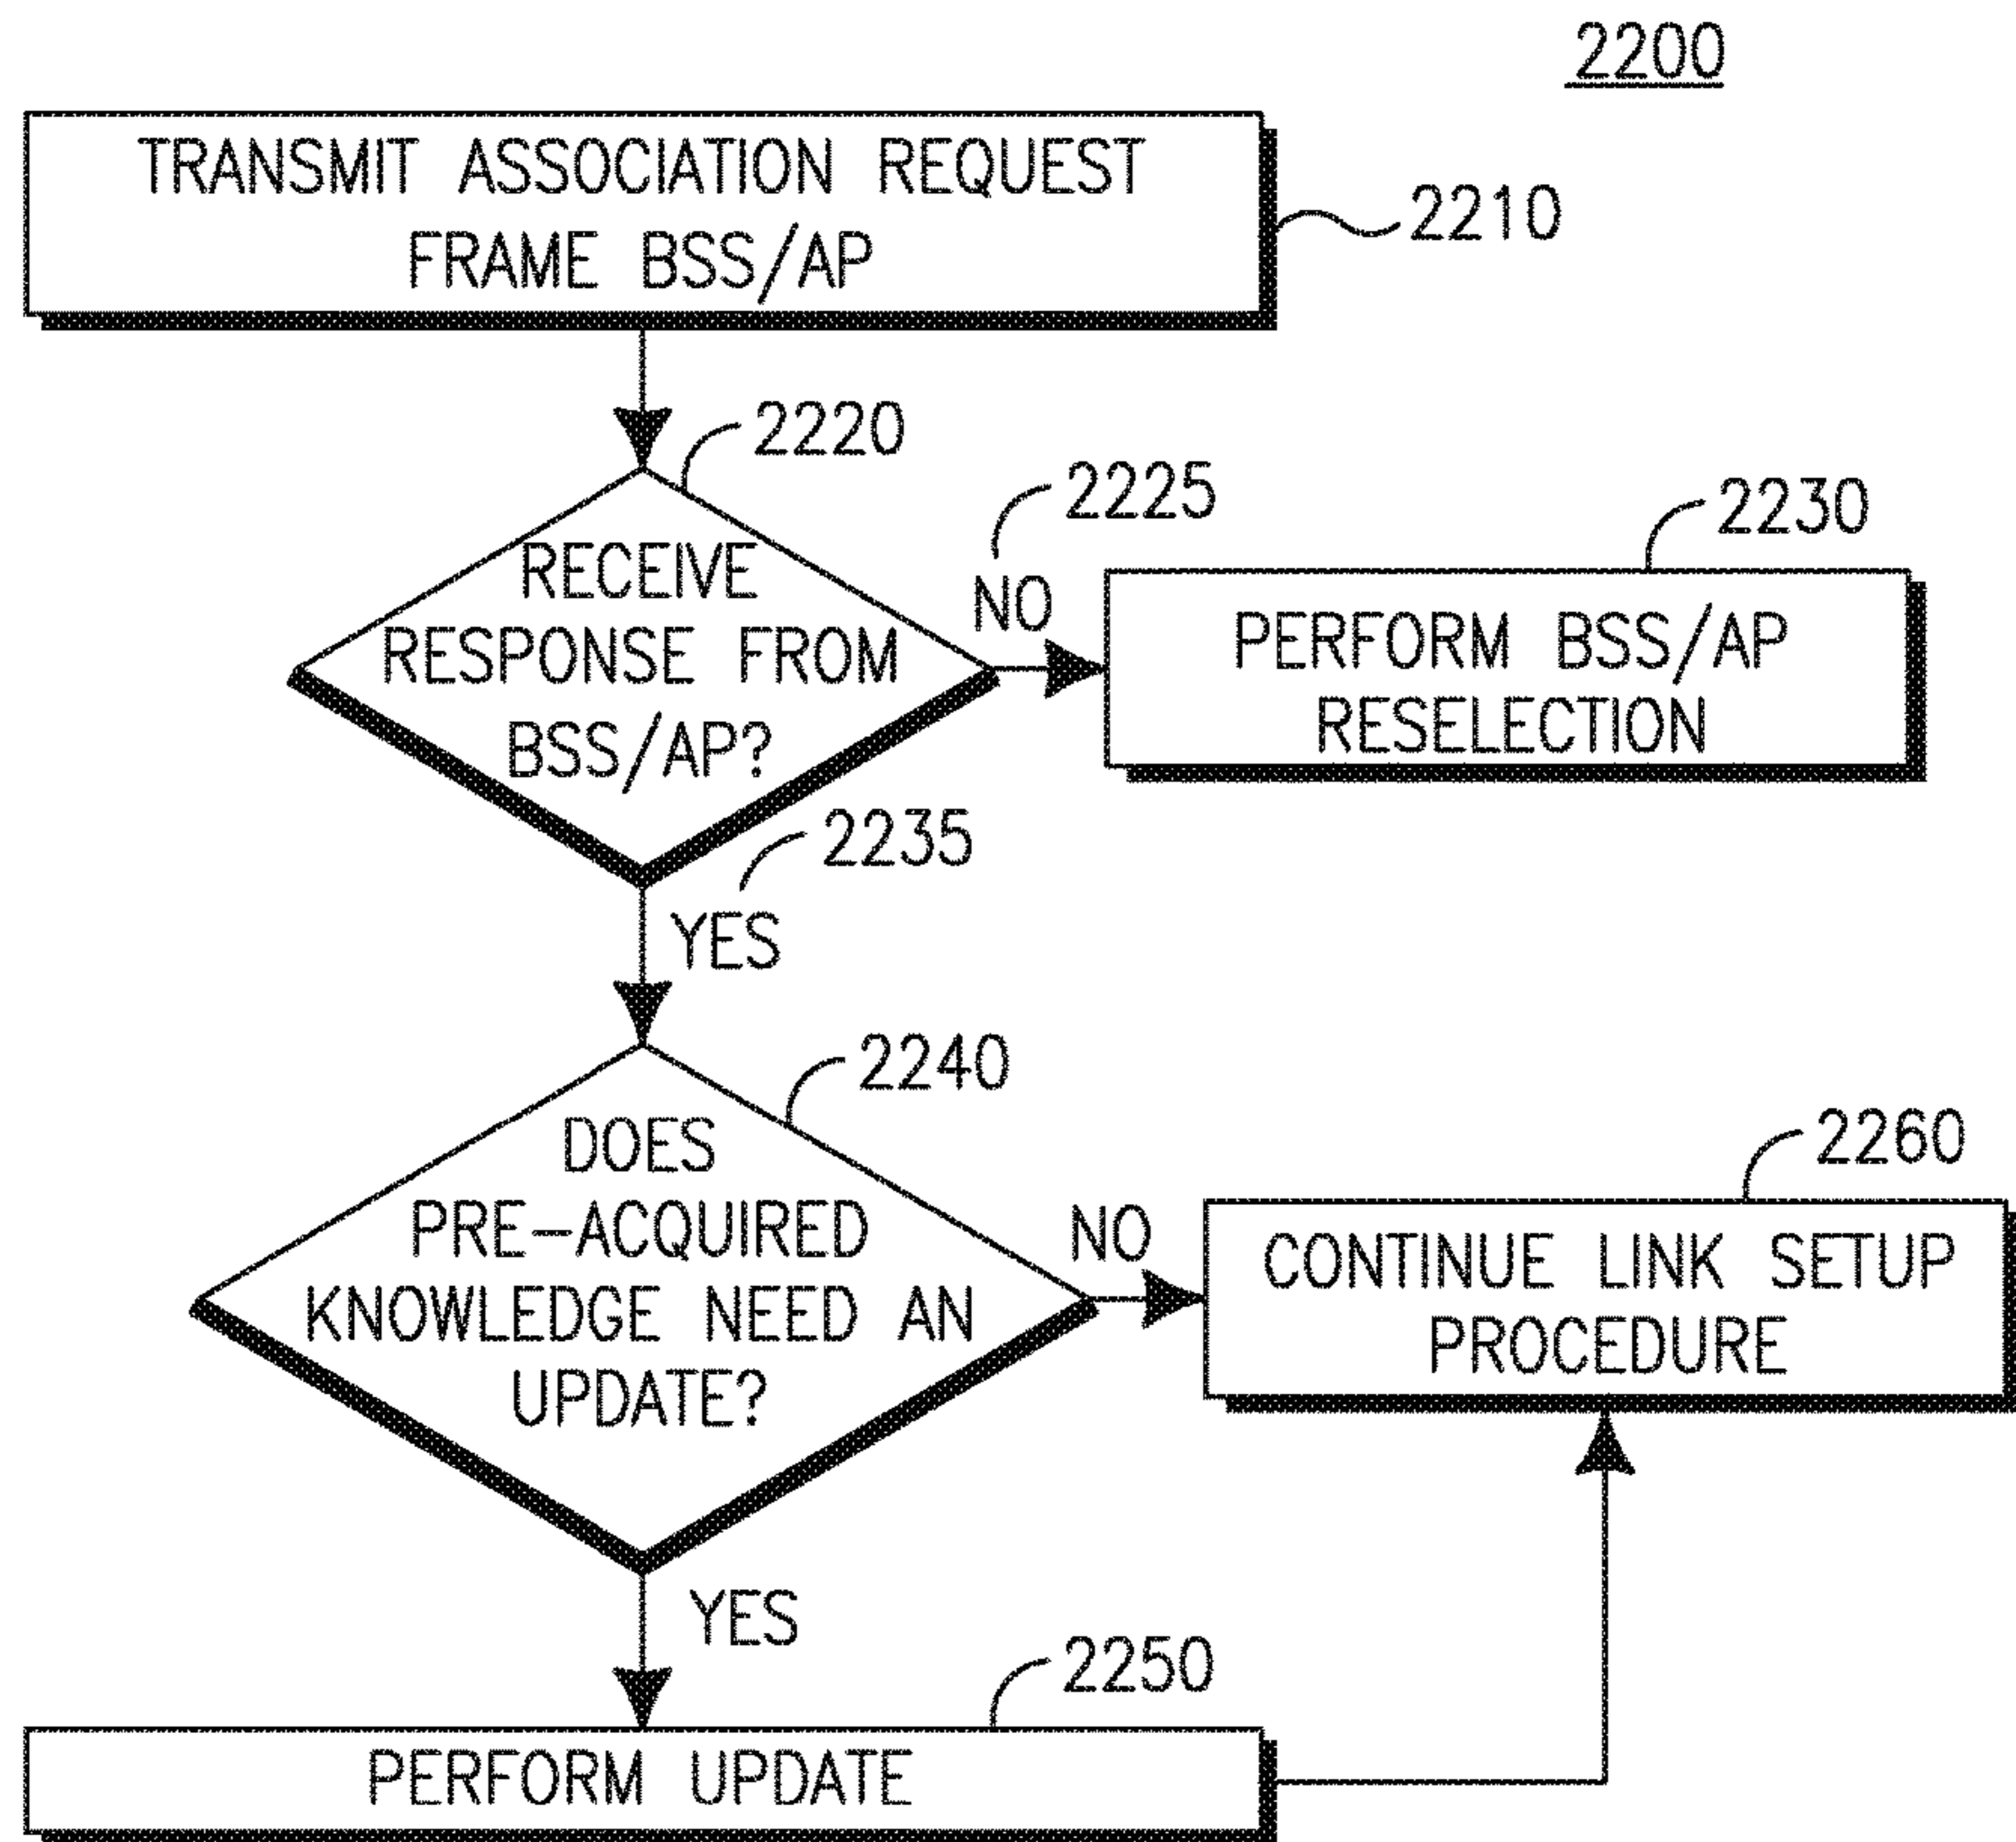 2200
TRANSMIT ASSOCIATION REQUEST
FRAME BSS/AP
2210
2220
RECEIVE
RESPONSE FROM
BSS/AP?
2225
NO
2230
PERFORM BSS/AP
RESELECTION
2235
YES
2240
DOES
PRE-ACQUIRED
KNOWLEDGE NEED AN
UPDATE?
NO
2260
CONTINUE LINK SETUP
PROCEDURE
YES
2250
PERFORM UPDATE